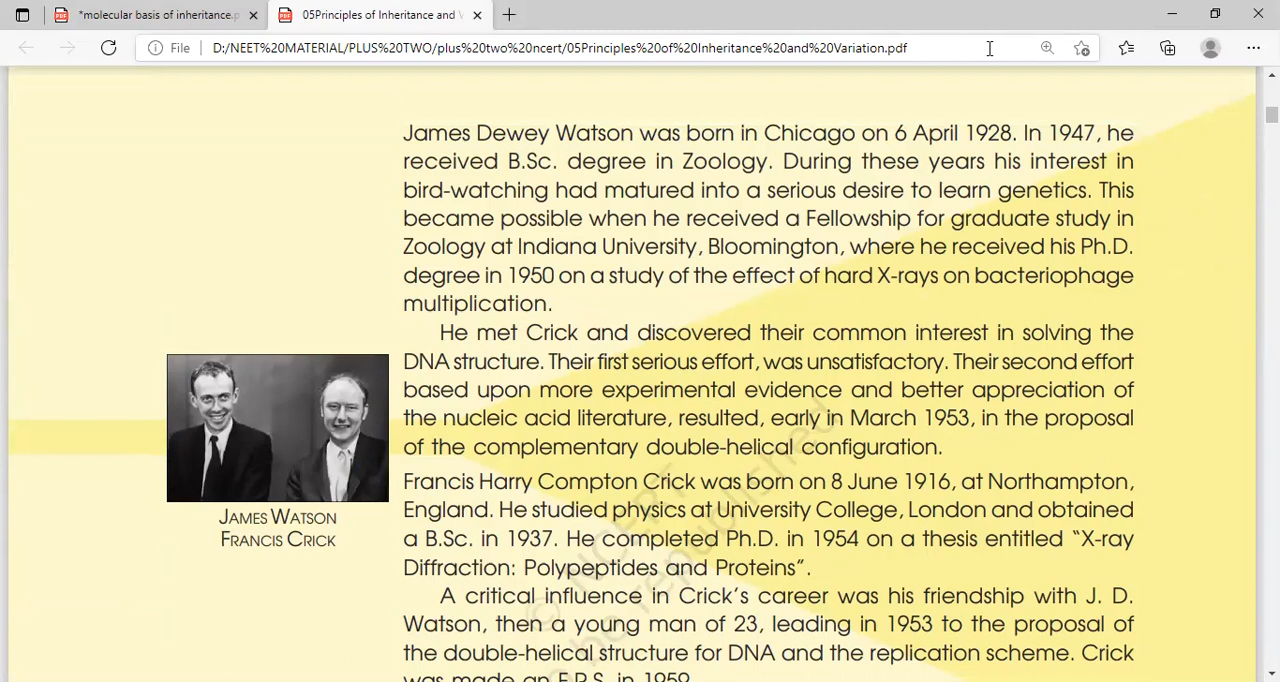 *molecular basis of inheritance.p
05Principles of Inheritance and V
File
D:/NEET%20MATERIAL/PLUS%20TWO/plus%20two%20ncert/05Principles%20of%20Inheritance%20and%20Variation.pdf
James Dewey Watson was born in Chicago on 6 April 1928. In 1947, he
received B.Sc. degree in Zoology. During these years his interest in
bird-watching had matured into a serious desire to learn genetics. This
became possible when he received a Fellowship for graduate study in
Zoology at Indiana University, Bloomington, where he received his Ph.D.
degree in 1950 on a study of the effect of hard X-rays on bacteriophage
multiplication.
He met Crick and discovered their common interest in solving the
DNA structure. Their first serious effort, was unsatisfactory. Their second effort
based upon more experimental evidence and better appreciation of
the nucleic acid literature, resulted, early in March 1953, in the proposal
of the complementary double-helical configuration.
JAMES WATSON
FRANCIS CRICK
Francis Harry Compton Crick was born on 8 June 1916, at Northampton,
England. He studied physics at University College, London and obtained
a B.Sc. in 1937. He completed Ph.D. in 1954 on a thesis entitled “X-ray
Diffraction: Polypeptides and Proteins”.
A critical influence in Crick’s career was his friendship with J. D.
Watson, then a young man of 23, leading in 1953 to the proposal of
the double-helical structure for DNA and the replication scheme. Crick
was made an F.R.S. in 1959.
© NCERT
be republished